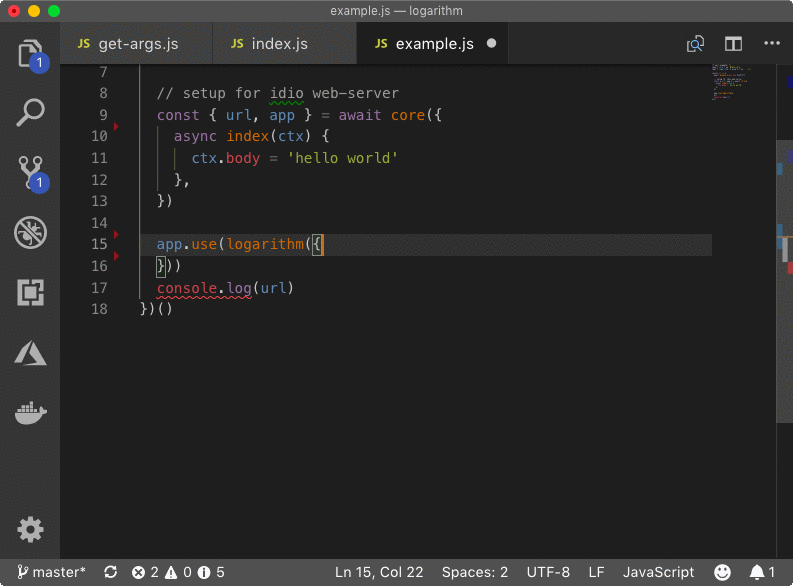 example.js — logarithm
JS get-args.js
JS index.js
JS example.js
1
1
7
8 // setup for idio web-server
9 const { url, app } = await core({
10 async index(ctx) {
11 ctx.body = 'hello world'
12 },
13 })
14
15 app.use(logarithm({
16 }))
17 console.log(url)
18 })()
master* 2 0 5 Ln 15, Col 22 Spaces: 2 UTF-8 LF JavaScript 1